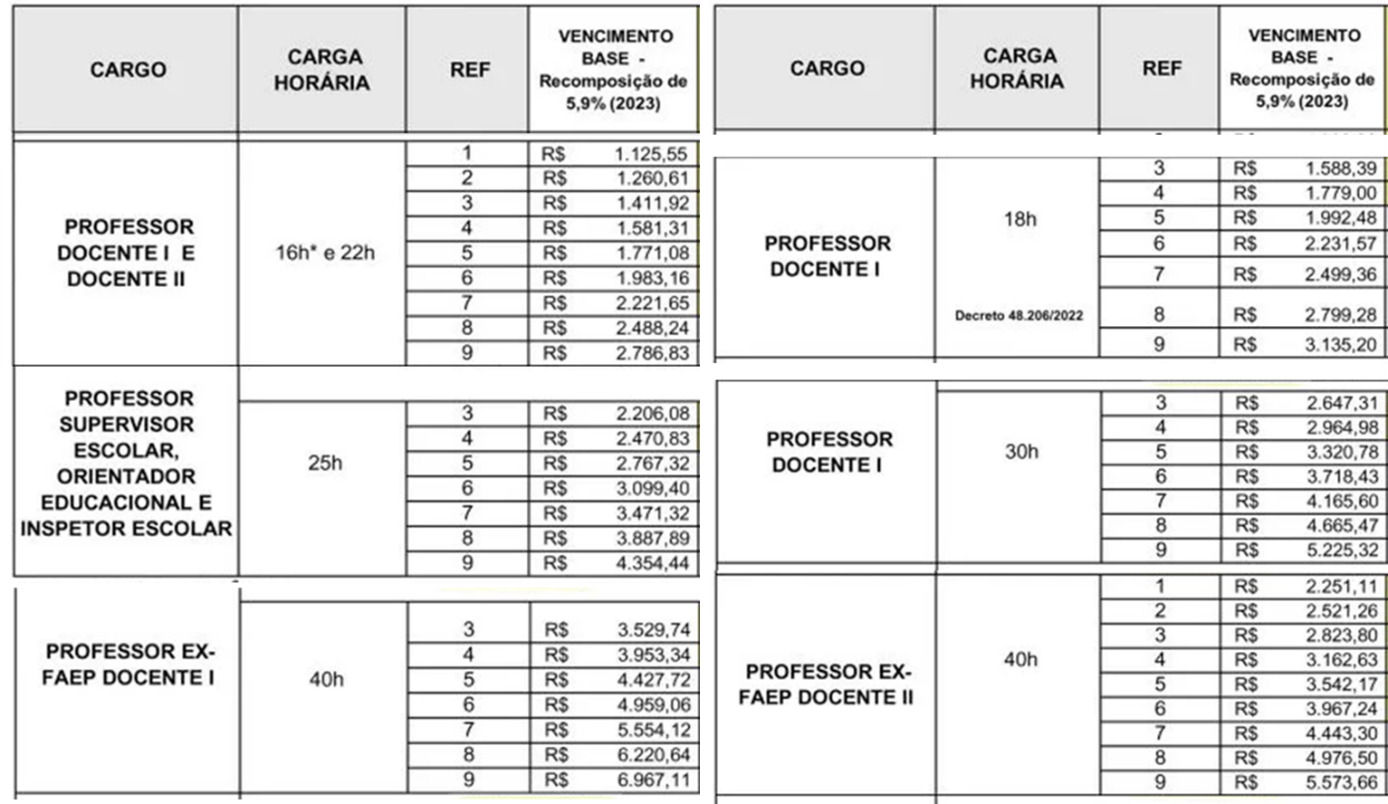 CARGO
CARGA
HORÁRIA
REF
VENCIMENTO
BASE -
Recomposição de
5,9% (2023)
PROFESSOR
DOCENTE I E
DOCENTE II
16h* e 22h
1 R$ 1.125,55
2 R$ 1.260,61
3 R$ 1.411,92
4 R$ 1.581,31
5 R$ 1.771,08
6 R$ 1.983,16
7 R$ 2.221,65
8 R$ 2.488,24
9 R$ 2.786,83
PROFESSOR
SUPERVISOR
ESCOLAR,
ORIENTADOR
EDUCACIONAL E
INSPETOR ESCOLAR
25h
3 R$ 2.206,08
4 R$ 2.470,83
5 R$ 2.767,32
6 R$ 3.099,40
7 R$ 3.471,32
8 R$ 3.887,89
9 R$ 4.354,44
PROFESSOR EX-
FAEP DOCENTE I
40h
3 R$ 3.529,74
4 R$ 3.953,34
5 R$ 4.427,72
6 R$ 4.959,06
7 R$ 5.554,12
8 R$ 6.220,64
9 R$ 6.967,11
CARGO
CARGA
HORÁRIA
REF
VENCIMENTO
BASE -
Recomposição de
5,9% (2023)
PROFESSOR
DOCENTE I
18h
Decreto 48.206/2022
3 R$ 1.588,39
4 R$ 1.779,00
5 R$ 1.992,48
6 R$ 2.231,57
7 R$ 2.499,36
8 R$ 2.799,28
9 R$ 3.135,20
PROFESSOR
DOCENTE I
30h
3 R$ 2.647,31
4 R$ 2.964,98
5 R$ 3.320,78
6 R$ 3.718,43
7 R$ 4.165,60
8 R$ 4.665,47
9 R$ 5.225,32
PROFESSOR EX-
FAEP DOCENTE II
40h
1 R$ 2.251,11
2 R$ 2.521,26
3 R$ 2.823,80
4 R$ 3.162,63
5 R$ 3.542,17
6 R$ 3.967,24
7 R$ 4.443,30
8 R$ 4.976,50
9 R$ 5.573,66